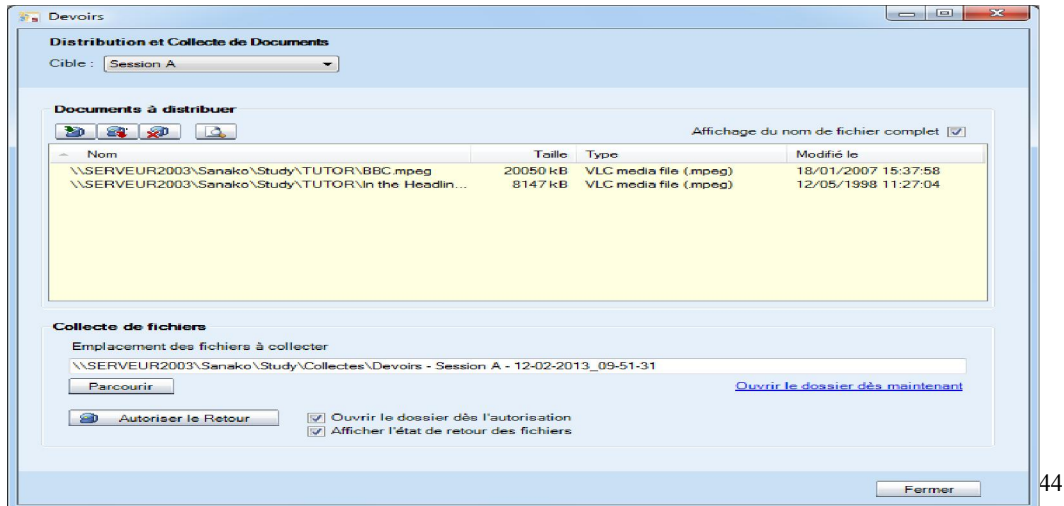 Devoirs
Distribution et Collecte de Documents
Cible : Session A
Documents à distribuer
Affichage du nom de fichier complet
Nom Taille Type Modifié le
\\SERVEUR2003\Sanako\Study\TUTOR\BBC.mpeg 20050 kB VLC media file (.mpeg) 18/01/2007 15:37:58
\\SERVEUR2003\Sanako\Study\TUTOR\In the Headlin... 8147 kB VLC media file (.mpeg) 12/05/1998 11:27:04
Collecte de fichiers
Emplacement des fichiers à collecter
\\SERVEUR2003\Sanako\Study\Collectes\Devoirs - Session A - 12-02-2013_09-51-31
Parcourir Ouvrir le dossier dès maintenant
Autoriser le Retour Ouvrir le dossier dès l'autorisation
Afficher l'état de retour des fichiers
Fermer
44